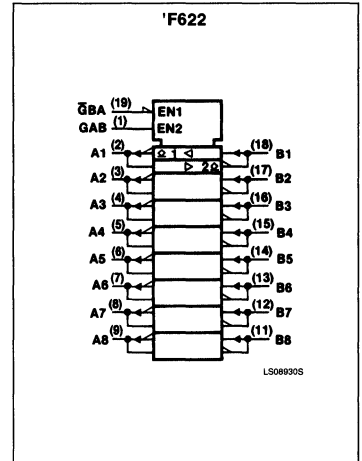 'F622
G̅BA (19) EN1
GAB (1) EN2
A1 (2) Ω 1 ◁ (18) B1
▷ 2Ω
A2 (3) (17) B2
A3 (4) (16) B3
A4 (5) (15) B4
A5 (6) (14) B5
A6 (7) (13) B6
A7 (8) (12) B7
A8 (9) (11) B8
LS08930S